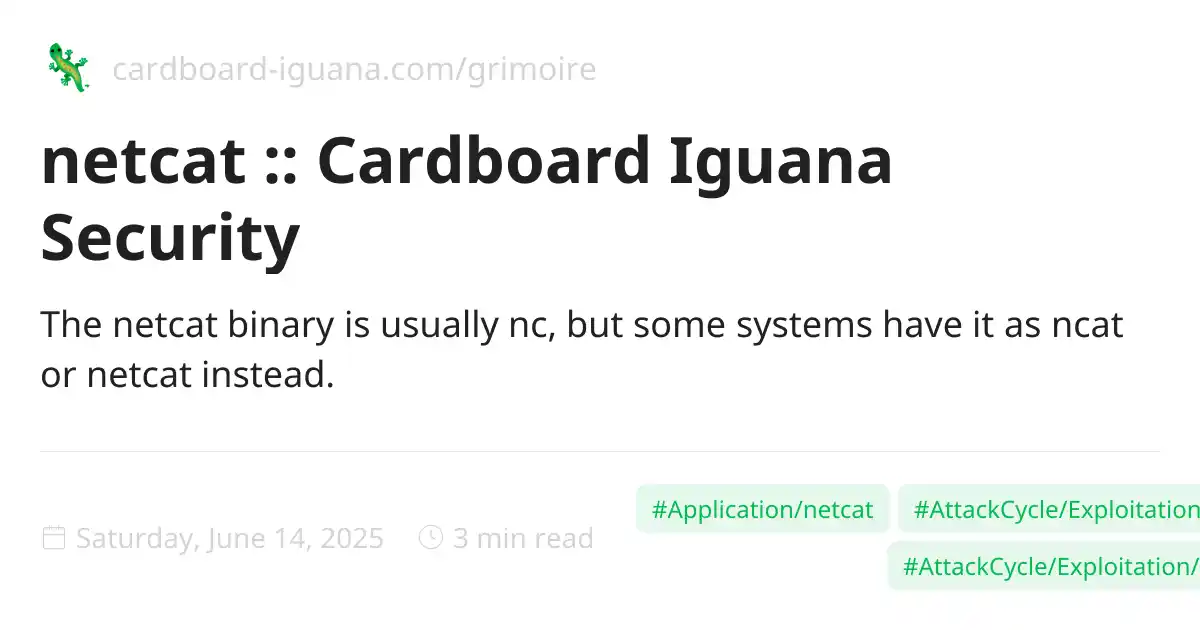 cardboard-iguana.com/grimoire
netcat :: Cardboard Iguana
Security
The netcat binary is usually nc, but some systems have it as ncat
or netcat instead.
Saturday, June 14, 2025
3 min read
#Application/netcat
#AttackCycle/Exploitation
#AttackCycle/Exploitation/